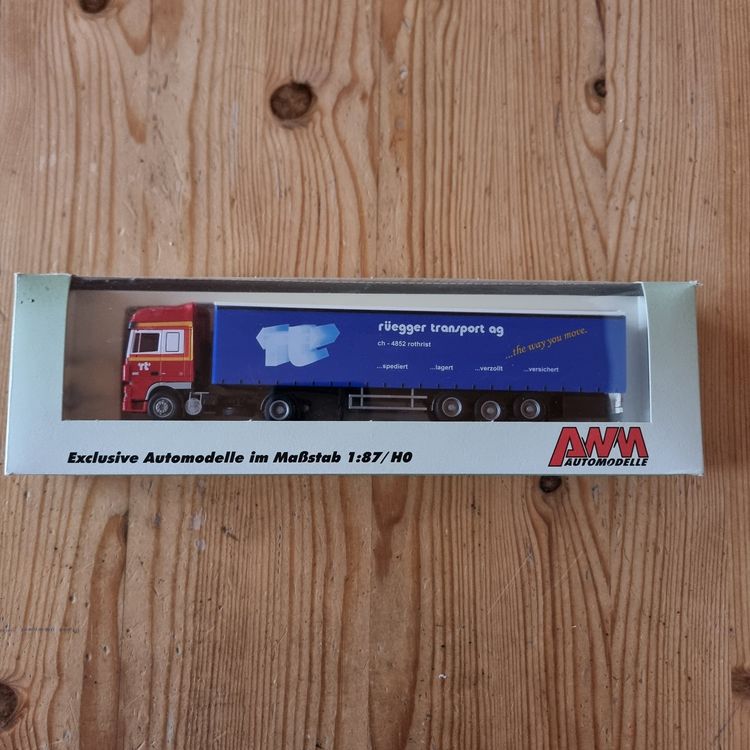 rüegger transport ag
ch - 4852 rothrist
...the way you move.
...spediert ...lagert ...verzollt ...versichert
rt
Exclusive Automodelle im Maßstab 1:87/H0
AWM
AUTOMODELLE